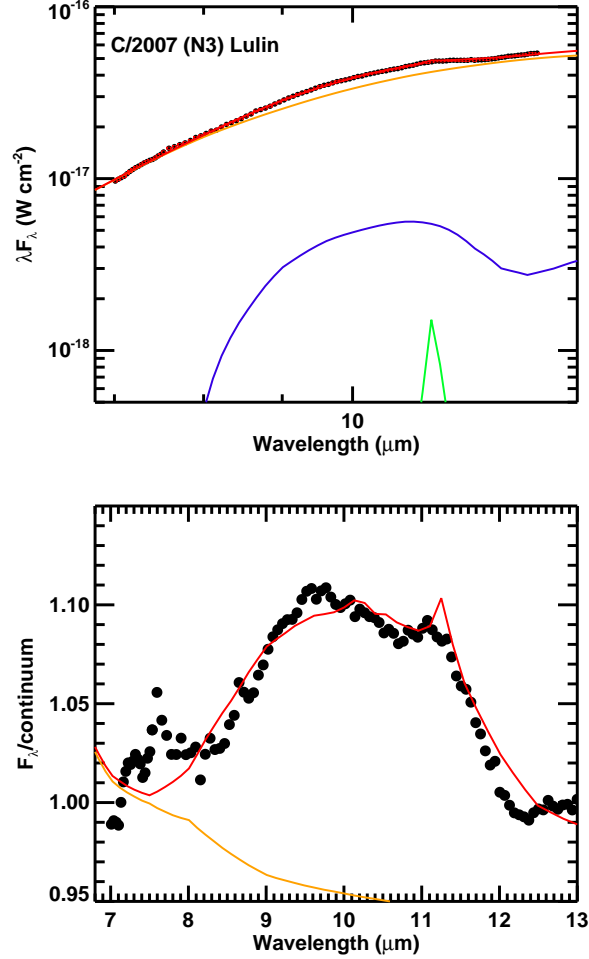 10⁻¹⁶
C/2007 (N3) Lulin
10⁻¹⁷
10⁻¹⁸
λF_λ (W cm⁻²)
10
Wavelength (μm)
1.10
1.05
1.00
0.95
F_λ/continuum
7 8 9 10 11 12 13
Wavelength (μm)